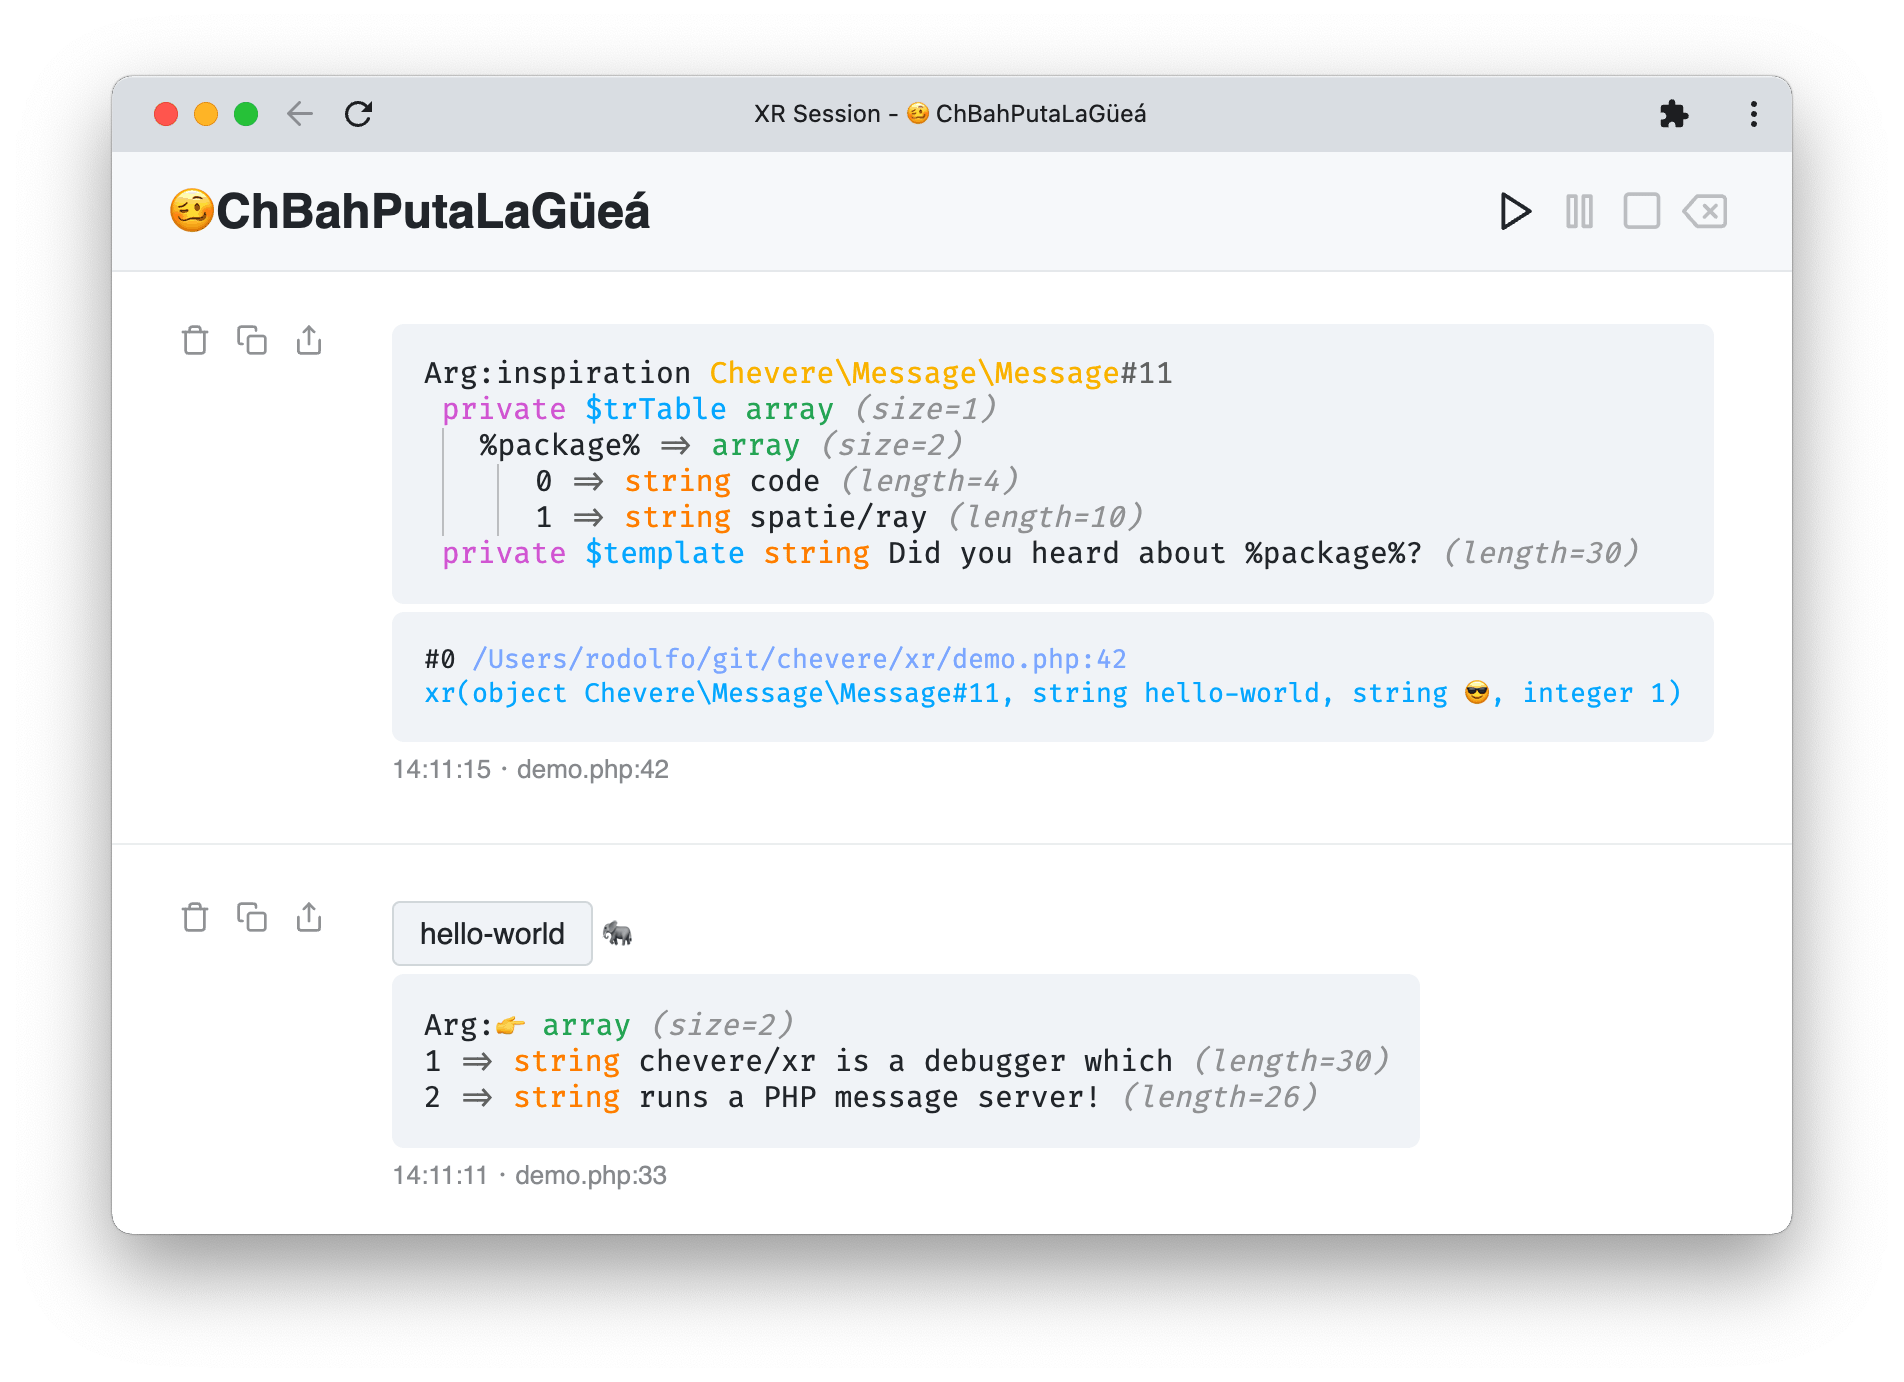 XR Session - 🥴 ChBahPutaLaGüeá
🥴ChBahPutaLaGüeá
Arg:inspiration Chevere\Message\Message#11
private $trTable array (size=1)
%package% => array (size=2)
0 => string code (length=4)
1 => string spatie/ray (length=10)
private $template string Did you heard about %package%? (length=30)
#0 /Users/rodolfo/git/chevere/xr/demo.php:42
xr(object Chevere\Message\Message#11, string hello-world, string 😎, integer 1)
14:11:15 · demo.php:42
hello-world 🐘
Arg:👉 array (size=2)
1 => string chevere/xr is a debugger which (length=30)
2 => string runs a PHP message server! (length=26)
14:11:11 · demo.php:33